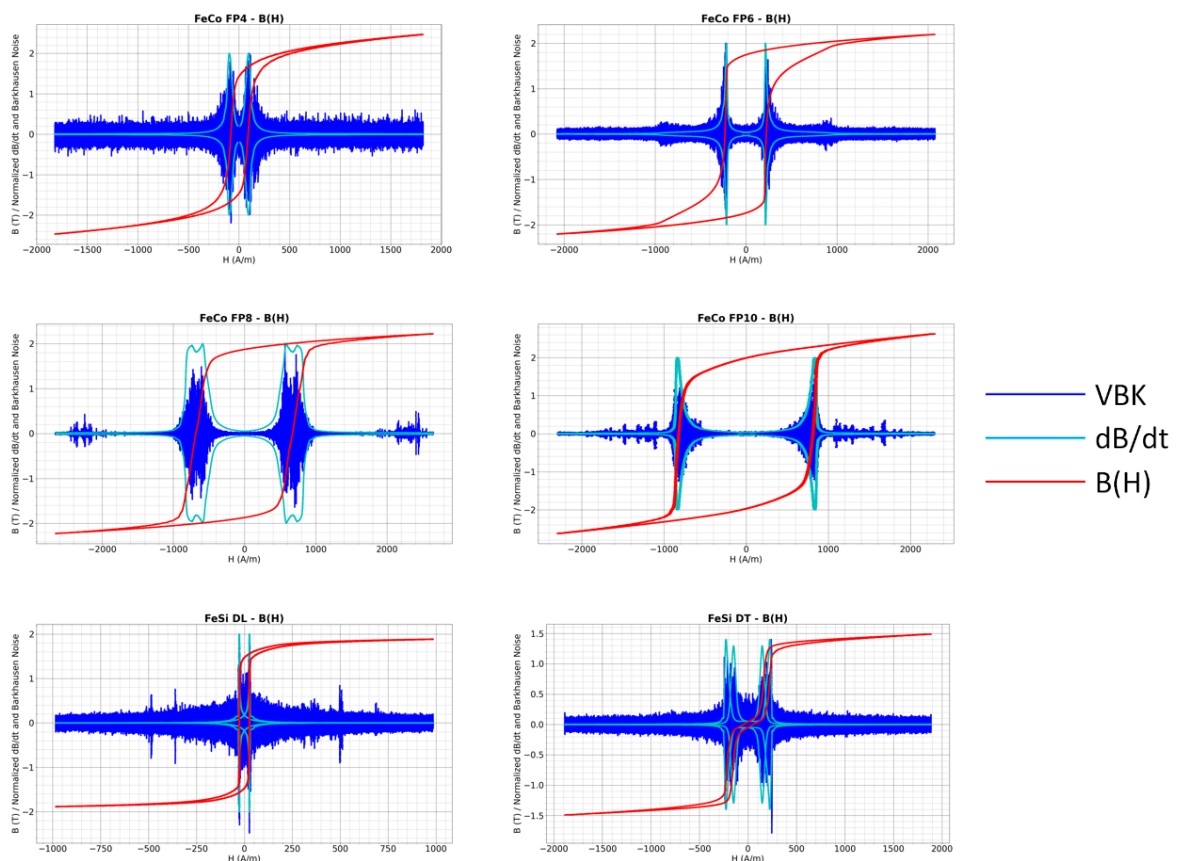 FeCo FP4 - B(H)
B (T) / Normalized dB/dt and Barkhausen Noise
2
1
0
−1
−2
−2000 −1500 −1000 −500 0 500 1000 1500 2000
H (A/m)
FeCo FP6 - B(H)
B (T) / Normalized dB/dt and Barkhausen Noise
2
1
0
−1
−2
−2000 −1000 0 1000 2000
H (A/m)
FeCo FP8 - B(H)
B (T) / Normalized dB/dt and Barkhausen Noise
2
1
0
−1
−2
−2000 −1000 0 1000 2000
H (A/m)
FeCo FP10 - B(H)
B (T) / Normalized dB/dt and Barkhausen Noise
2
1
0
−1
−2
−2000 −1000 0 1000 2000
H (A/m)
VBK
dB/dt
B(H)
FeSi DL - B(H)
B (T) / Normalized dB/dt and Barkhausen Noise
2
1
0
−1
−2
−1000 −750 −500 −250 0 250 500 750 1000
H (A/m)
FeSi DT - B(H)
B (T) / Normalized dB/dt and Barkhausen Noise
1.5
1.0
0.5
0.0
−0.5
−1.0
−1.5
−2000 −1500 −1000 −500 0 500 1000 1500 2000
H (A/m)